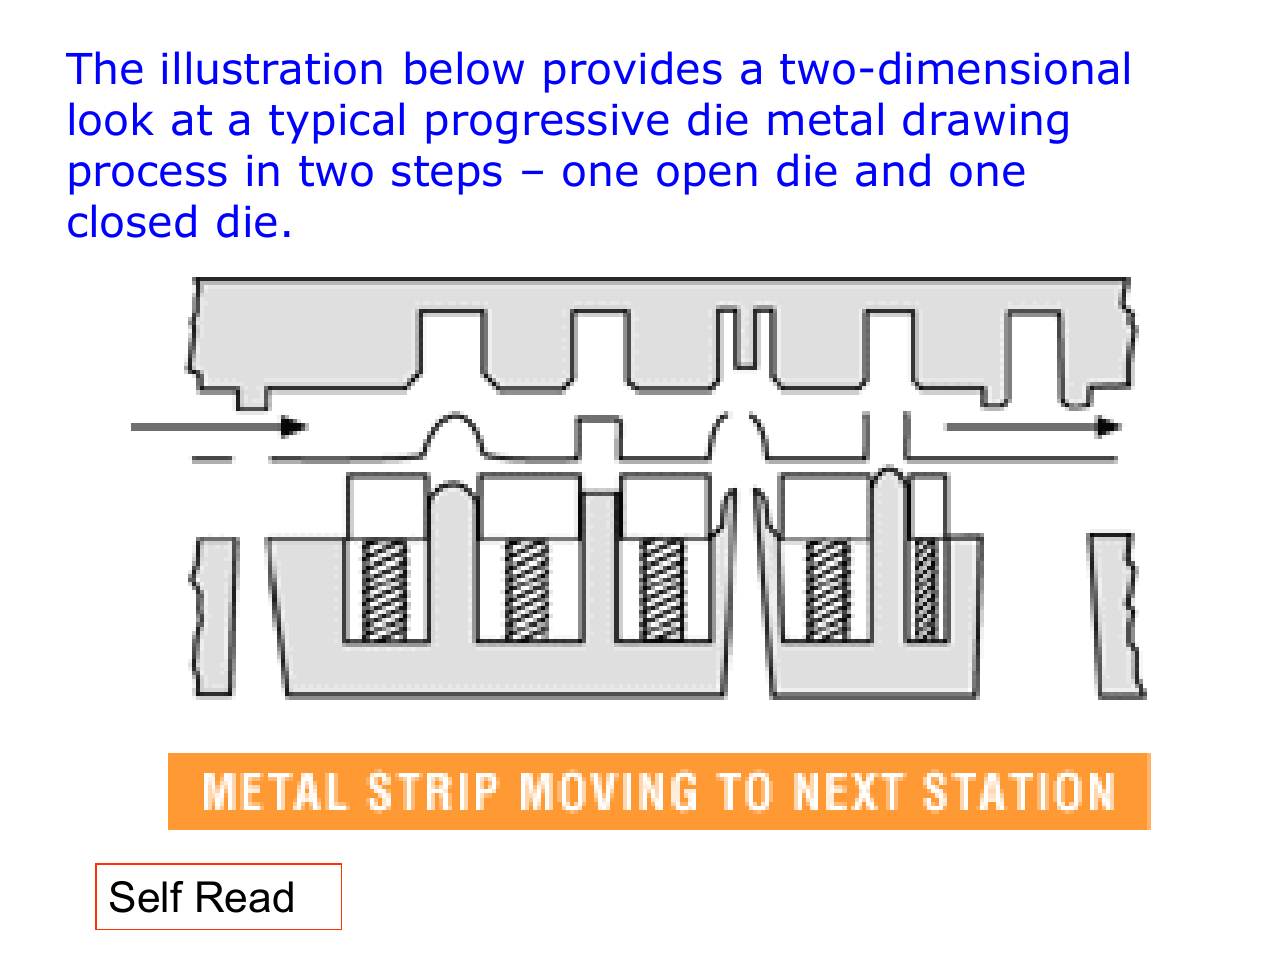 The illustration below provides a two-dimensional
look at a typical progressive die metal drawing
process in two steps – one open die and one
closed die.
METAL STRIP MOVING TO NEXT STATION
Self Read